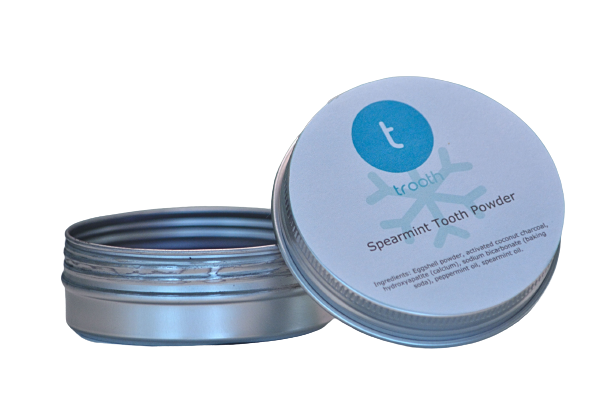 t
trooth
Spearmint Tooth Powder
Ingredients: Eggshell powder, activated coconut charcoal,
hydroxyapatite (calcium), sodium bicarbonate (baking
soda), peppermint oil, spearmint oil.